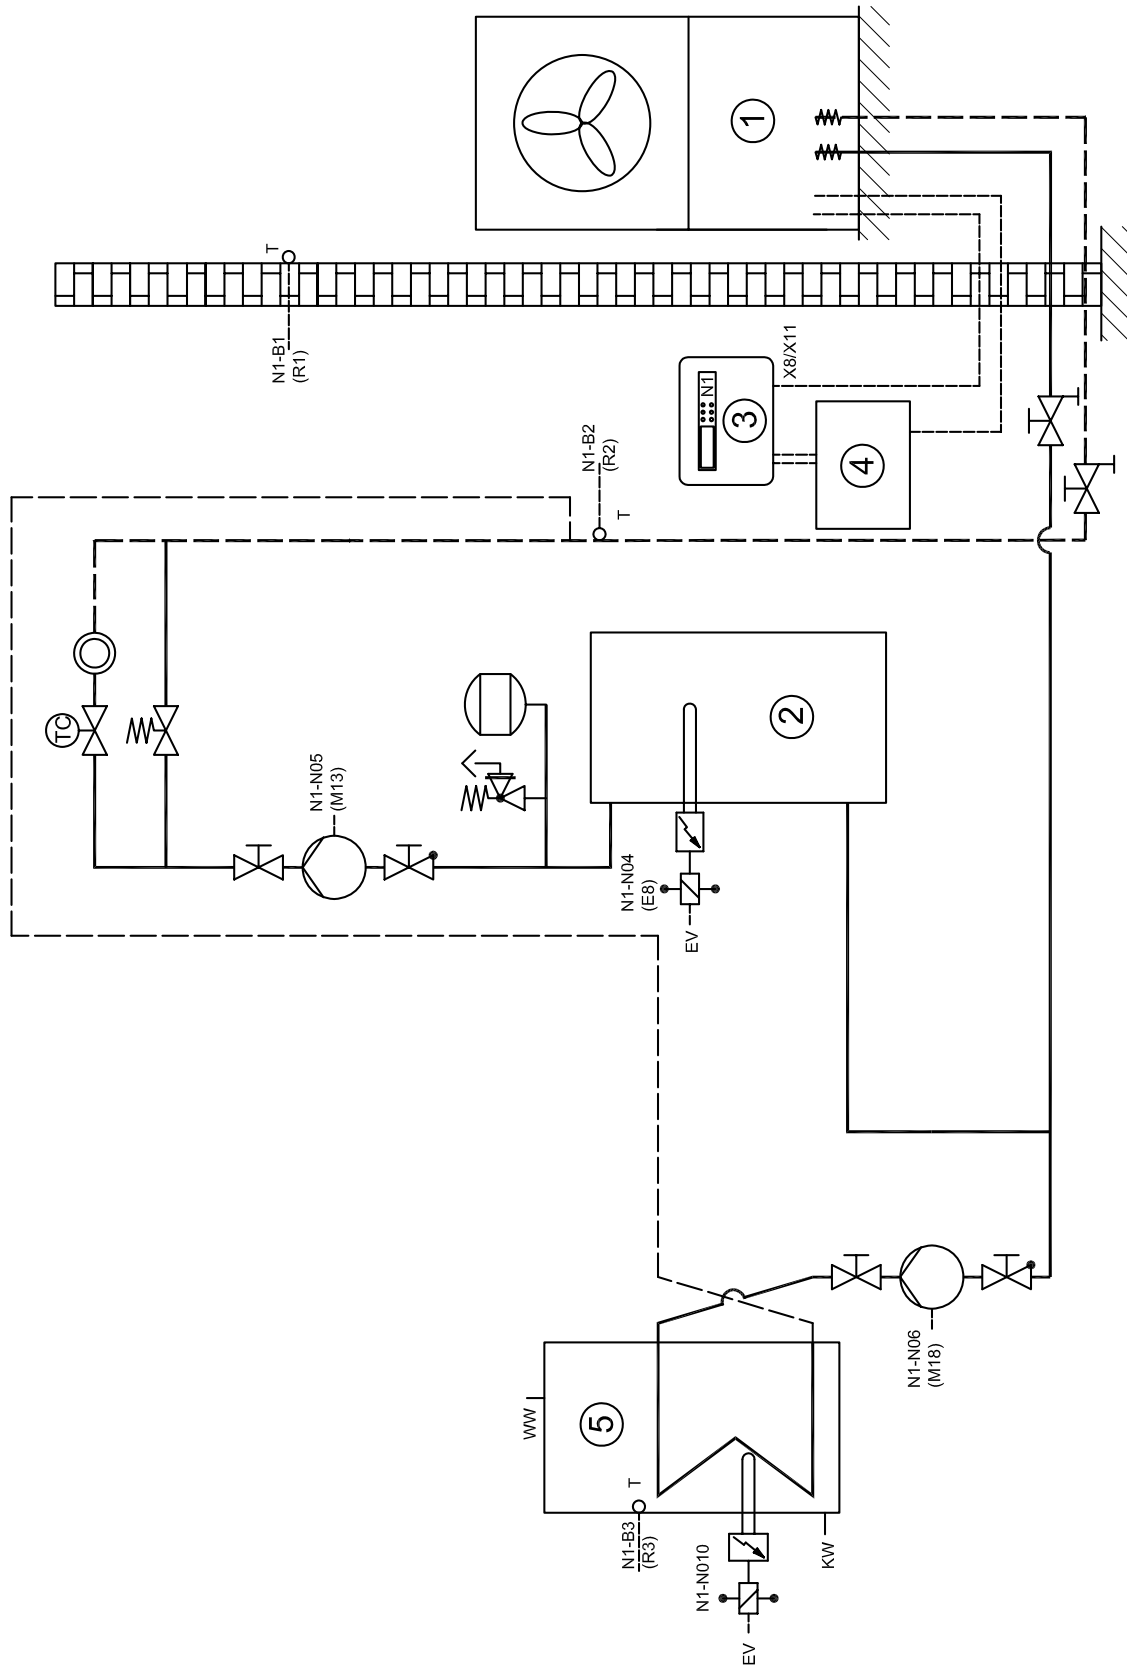 T
N1-B1
(R1)
1
X8/X11
N1
3
4
N1-B2
(R2)
T
TC
N1-N05
(M13)
2
N1-N04
(E8)
EV
N1-N06
(M18)
WW
5
T
N1-B3
(R3)
N1-N010
KW
EV